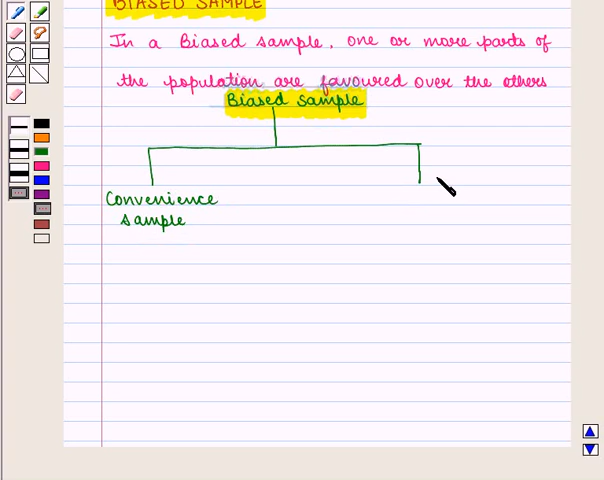 BIASED SAMPLE
In a Biased sample, one or more parts of
the population are favoured over the others
Biased Sample
Convenience
sample